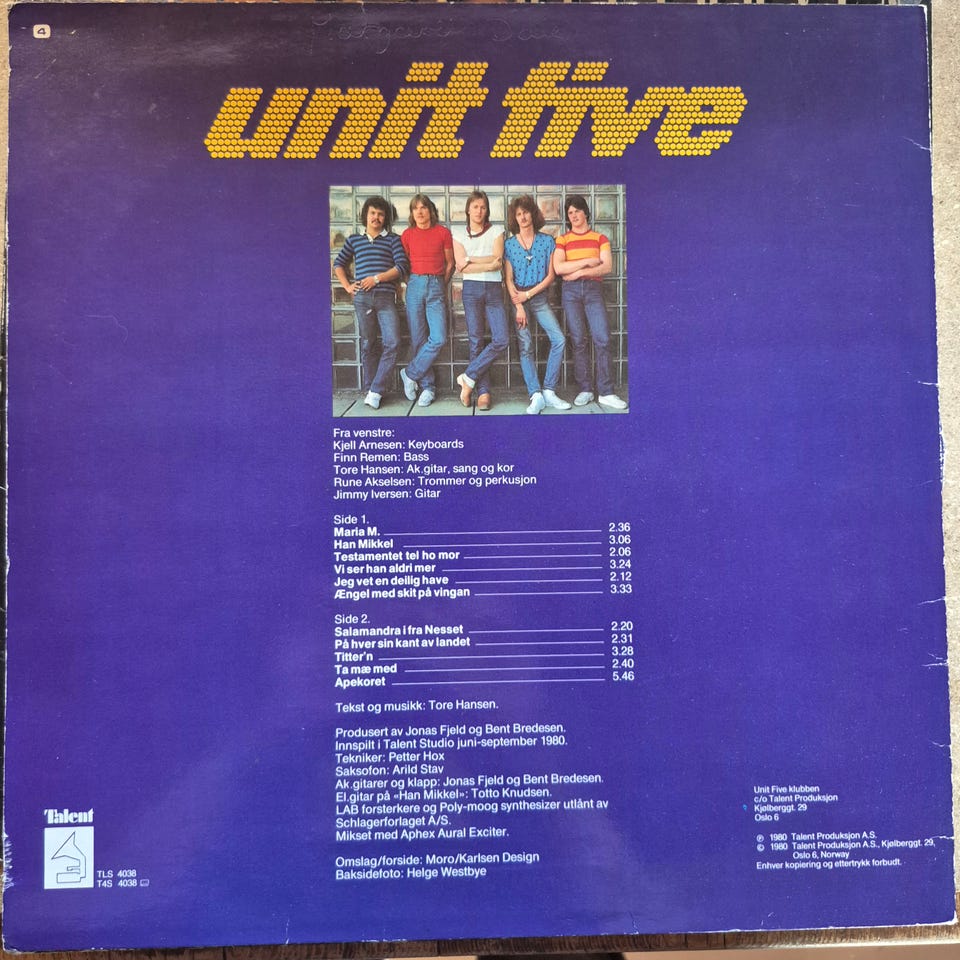 4
unit five
Fra venstre:
Kjell Arnesen: Keyboards
Finn Remen: Bass
Tore Hansen: Ak.gitar, sang og kor
Rune Akselsen: Trommer og perkusjon
Jimmy Iversen: Gitar
Side 1.
Maria M. 2.36
Han Mikkel 3.06
Testamentet tel ho mor 2.06
Vi ser han aldri mer 3.24
Jeg vet en deilig have 2.12
Ængel med skit på vingan 3.33
Side 2.
Salamandra i fra Nesset 2.20
På hver sin kant av landet 2.31
Titter'n 3.28
Ta mæ med 2.40
Apekoret 5.46
Tekst og musikk: Tore Hansen.
Produsert av Jonas Fjeld og Bent Bredesen.
Innspilt i Talent Studio juni-september 1980.
Tekniker: Petter Hox
Saksofon: Arild Stav
Ak.gitarer og klapp: Jonas Fjeld og Bent Bredesen.
El.gitar på «Han Mikkel»: Totto Knudsen.
LAB forsterkere og Poly-moog synthesizer utlånt av
Schlagerforlaget A/S.
Mikset med Aphex Aural Exciter.
Omslag/forside: Moro/Karlsen Design
Baksidefoto: Helge Westbye
Talent
TLS 4038
T4S 4038
Unit Five klubben
c/o Talent Produksjon
Kjølberggt. 29
Oslo 6
℗ 1980 Talent Produksjon A.S.
© 1980 Talent Produksjon A.S., Kjølberggt. 29,
Oslo 6, Norway
Enhver kopiering og ettertrykk forbudt.